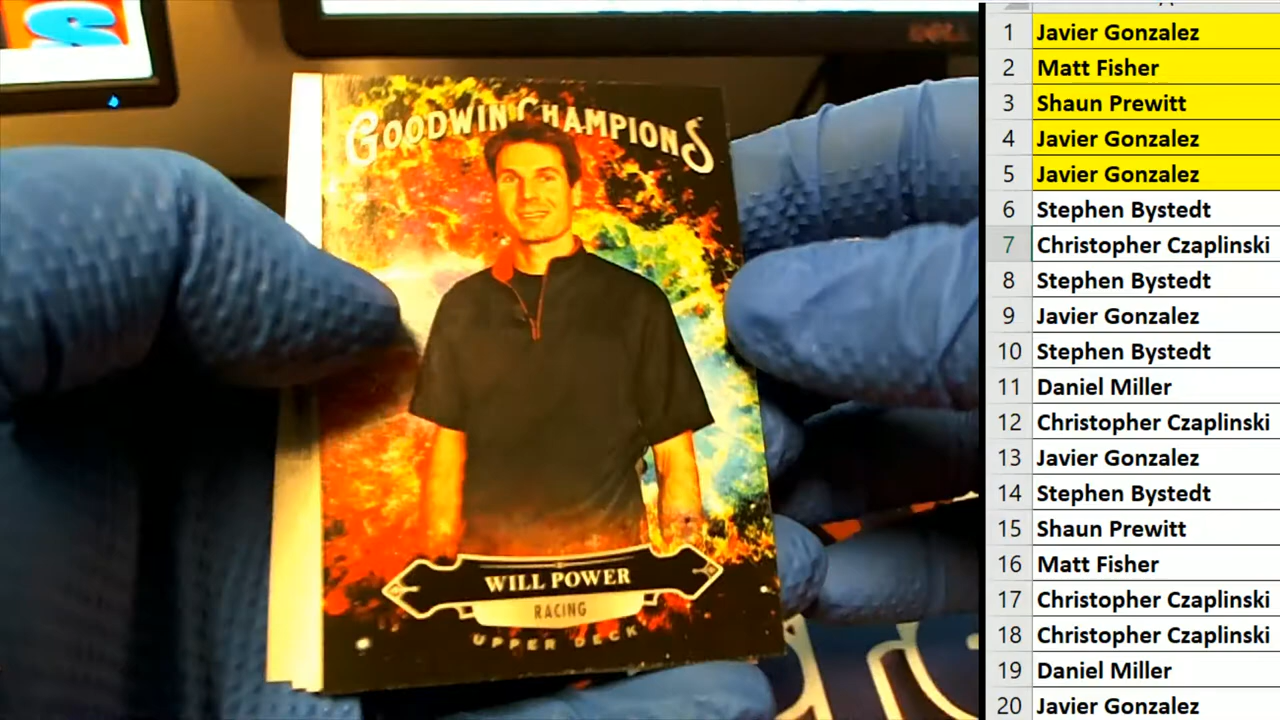 S
DELL
GOODWIN CHAMPIONS
WILL POWER
RACING
UPPER DECK
1 Javier Gonzalez
2 Matt Fisher
3 Shaun Prewitt
4 Javier Gonzalez
5 Javier Gonzalez
6 Stephen Bystedt
7 Christopher Czaplinski
8 Stephen Bystedt
9 Javier Gonzalez
10 Stephen Bystedt
11 Daniel Miller
12 Christopher Czaplinski
13 Javier Gonzalez
14 Stephen Bystedt
15 Shaun Prewitt
16 Matt Fisher
17 Christopher Czaplinski
18 Christopher Czaplinski
19 Daniel Miller
20 Javier Gonzalez